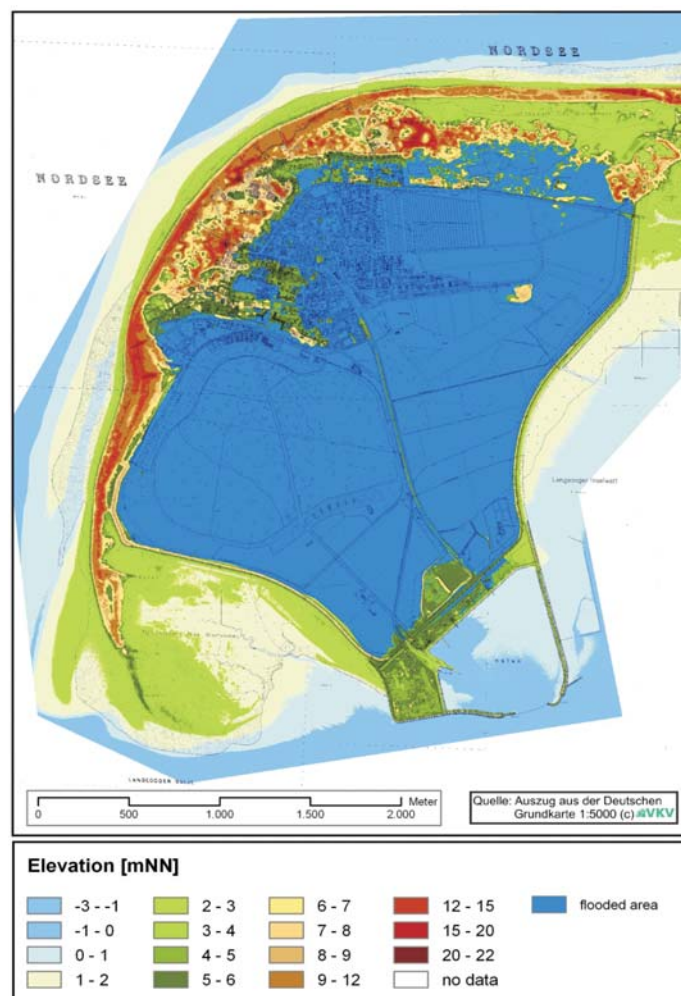 NORDSEE
NORDSEE
Langeooger Inselwatt
HAFEN
Meter
0 500 1.000 1.500 2.000
Quelle: Auszug aus der Deutschen
Grundkarte 1:5000 (c) VKV
Elevation [mNN]
-3 - -1
-1 - 0
0 - 1
1 - 2
2 - 3
3 - 4
4 - 5
5 - 6
6 - 7
7 - 8
8 - 9
9 - 12
12 - 15
15 - 20
20 - 22
no data
flooded area